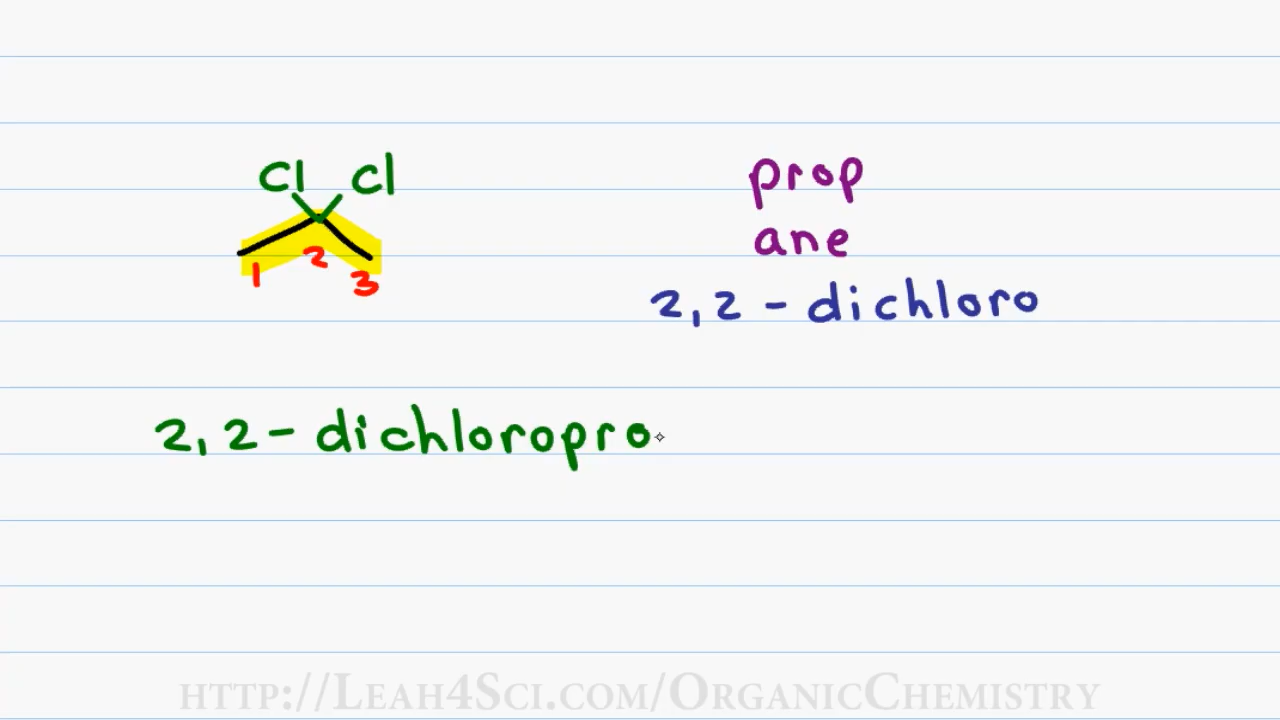 Cl Cl
1 2 3
prop
ane
2,2 - dichloro
2,2 - dichloropro
http://Leah4Sci.com/OrganicChemistry